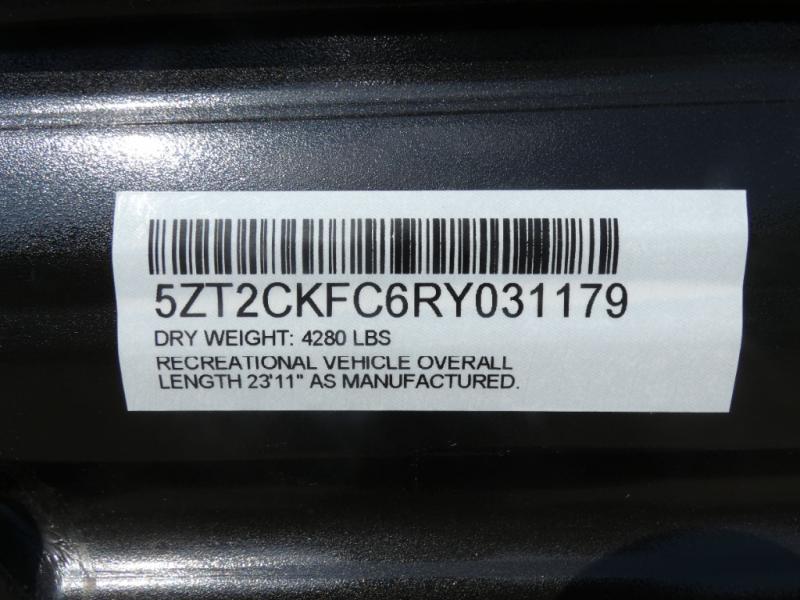 5ZT2CKFC6RY031179
DRY WEIGHT: 4280 LBS
RECREATIONAL VEHICLE OVERALL
LENGTH 23'11" AS MANUFACTURED.